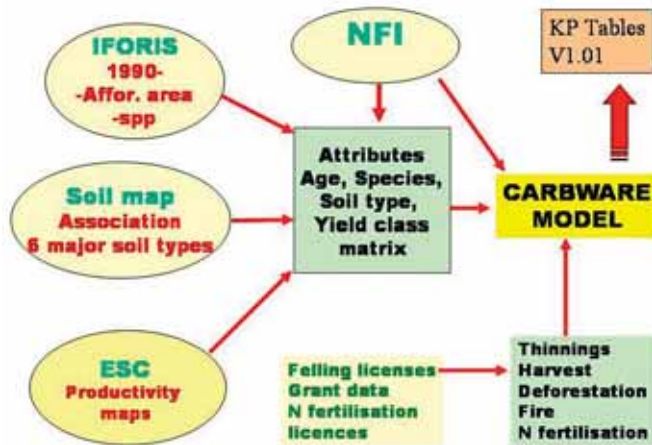 IFORIS
1990-
-Affor. area
-spp
NFI
KP Tables
V1.01
Soil map
Association
6 major soil types
Attributes
Age, Species,
Soil type,
Yield class
matrix
CARBWARE
MODEL
ESC
Productivity
maps
Felling licenses
Grant data
N fertilisation
licences
Thinnings
Harvest
Deforestation
Fire
N fertilisation